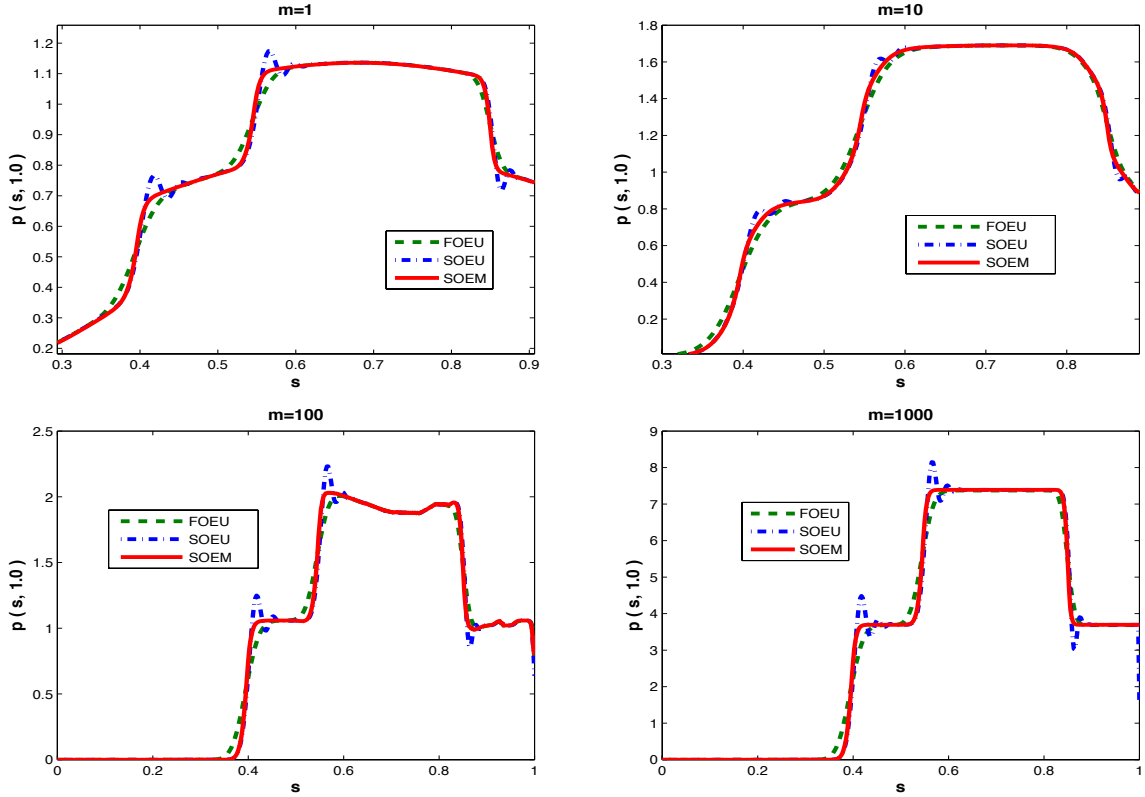 m=1
1.2
1.1
1
0.9
0.8
0.7
0.6
0.5
0.4
0.3
0.2
0.3 0.4 0.5 0.6 0.7 0.8 0.9
p ( s, 1.0 )
s
FOEU
SOEU
SOEM
m=10
1.8
1.6
1.4
1.2
1
0.8
0.6
0.4
0.2
0.3 0.4 0.5 0.6 0.7 0.8
p ( s, 1.0 )
s
FOEU
SOEU
SOEM
m=100
2.5
2
1.5
1
0.5
0
0 0.2 0.4 0.6 0.8 1
p ( s, 1.0 )
s
FOEU
SOEU
SOEM
m=1000
9
8
7
6
5
4
3
2
1
0
0 0.2 0.4 0.6 0.8 1
p ( s, 1.0 )
s
FOEU
SOEU
SOEM